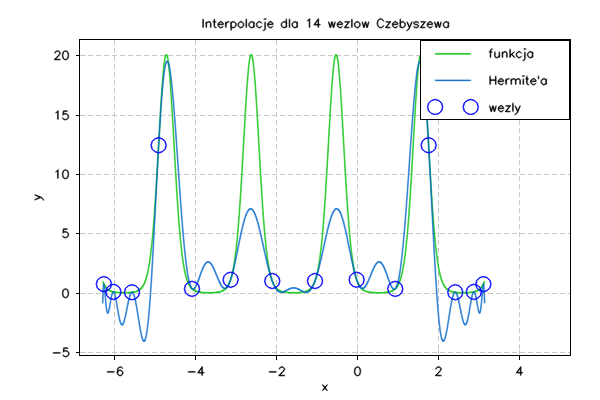 Interpolacje dla 14 wezlow Czebyszewa
funkcja
Hermite'a
wezly
20
15
10
5
0
−5
y
−6 −4 −2 0 2 4
x